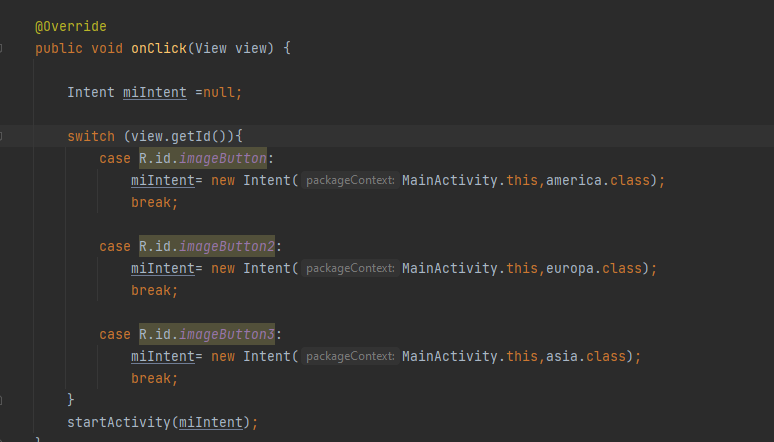 @Override
public void onClick(View view) {
Intent miIntent =null;
switch (view.getId()){
case R.id.imageButton:
miIntent= new Intent( packageContext: MainActivity.this,america.class);
break;
case R.id.imageButton2:
miIntent= new Intent( packageContext: MainActivity.this,europa.class);
break;
case R.id.imageButton3:
miIntent= new Intent( packageContext: MainActivity.this,asia.class);
break;
}
startActivity(miIntent);
}